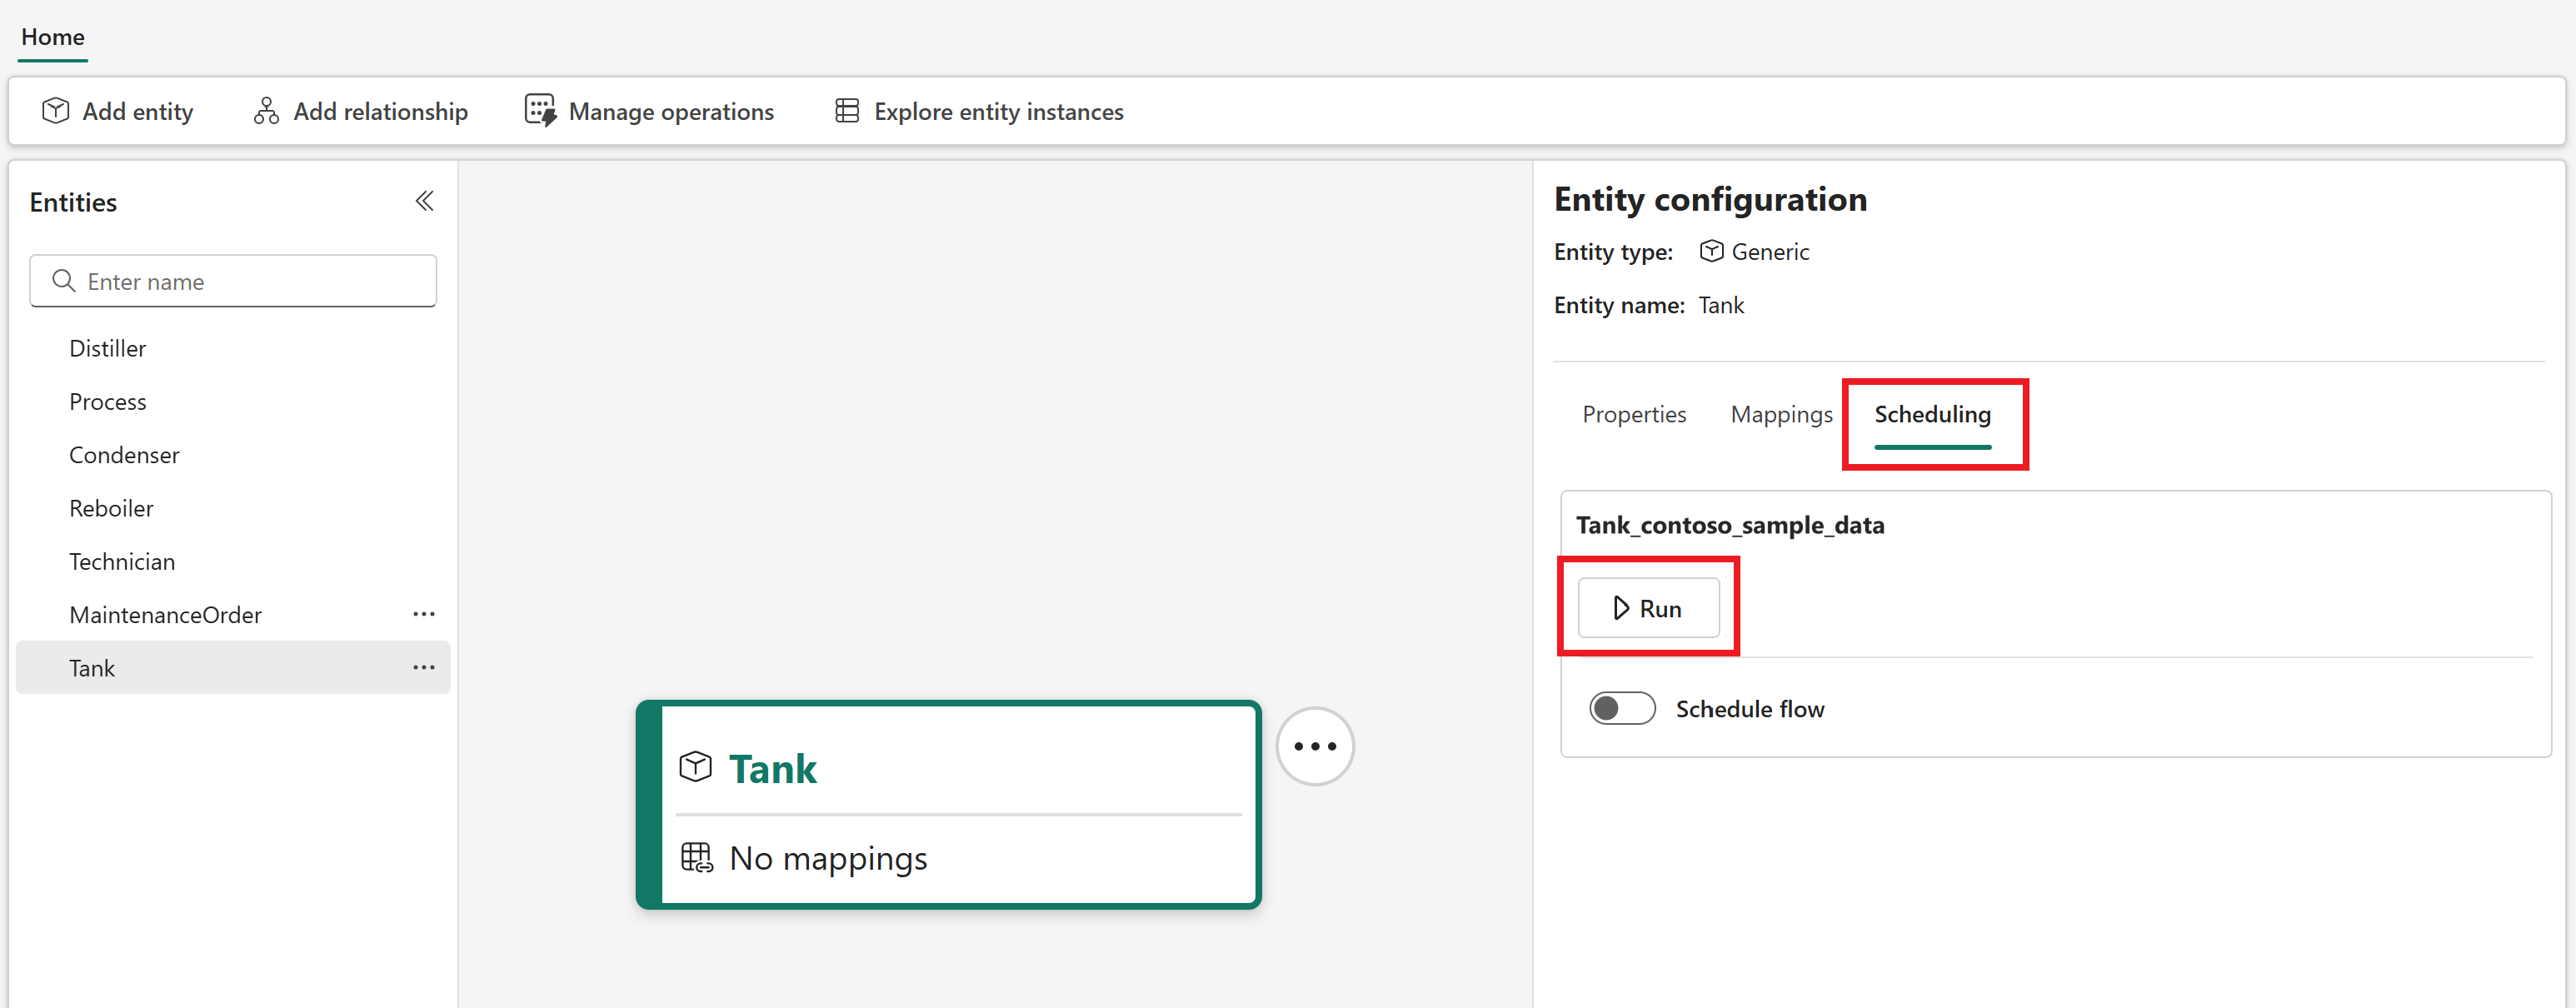 Home
Add entity
Add relationship
Manage operations
Explore entity instances
Entities
Enter name
Distiller
Process
Condenser
Reboiler
Technician
MaintenanceOrder
Tank
Tank
No mappings
Entity configuration
Entity type: Generic
Entity name: Tank
Properties
Mappings
Scheduling
Tank_contoso_sample_data
Run
Schedule flow